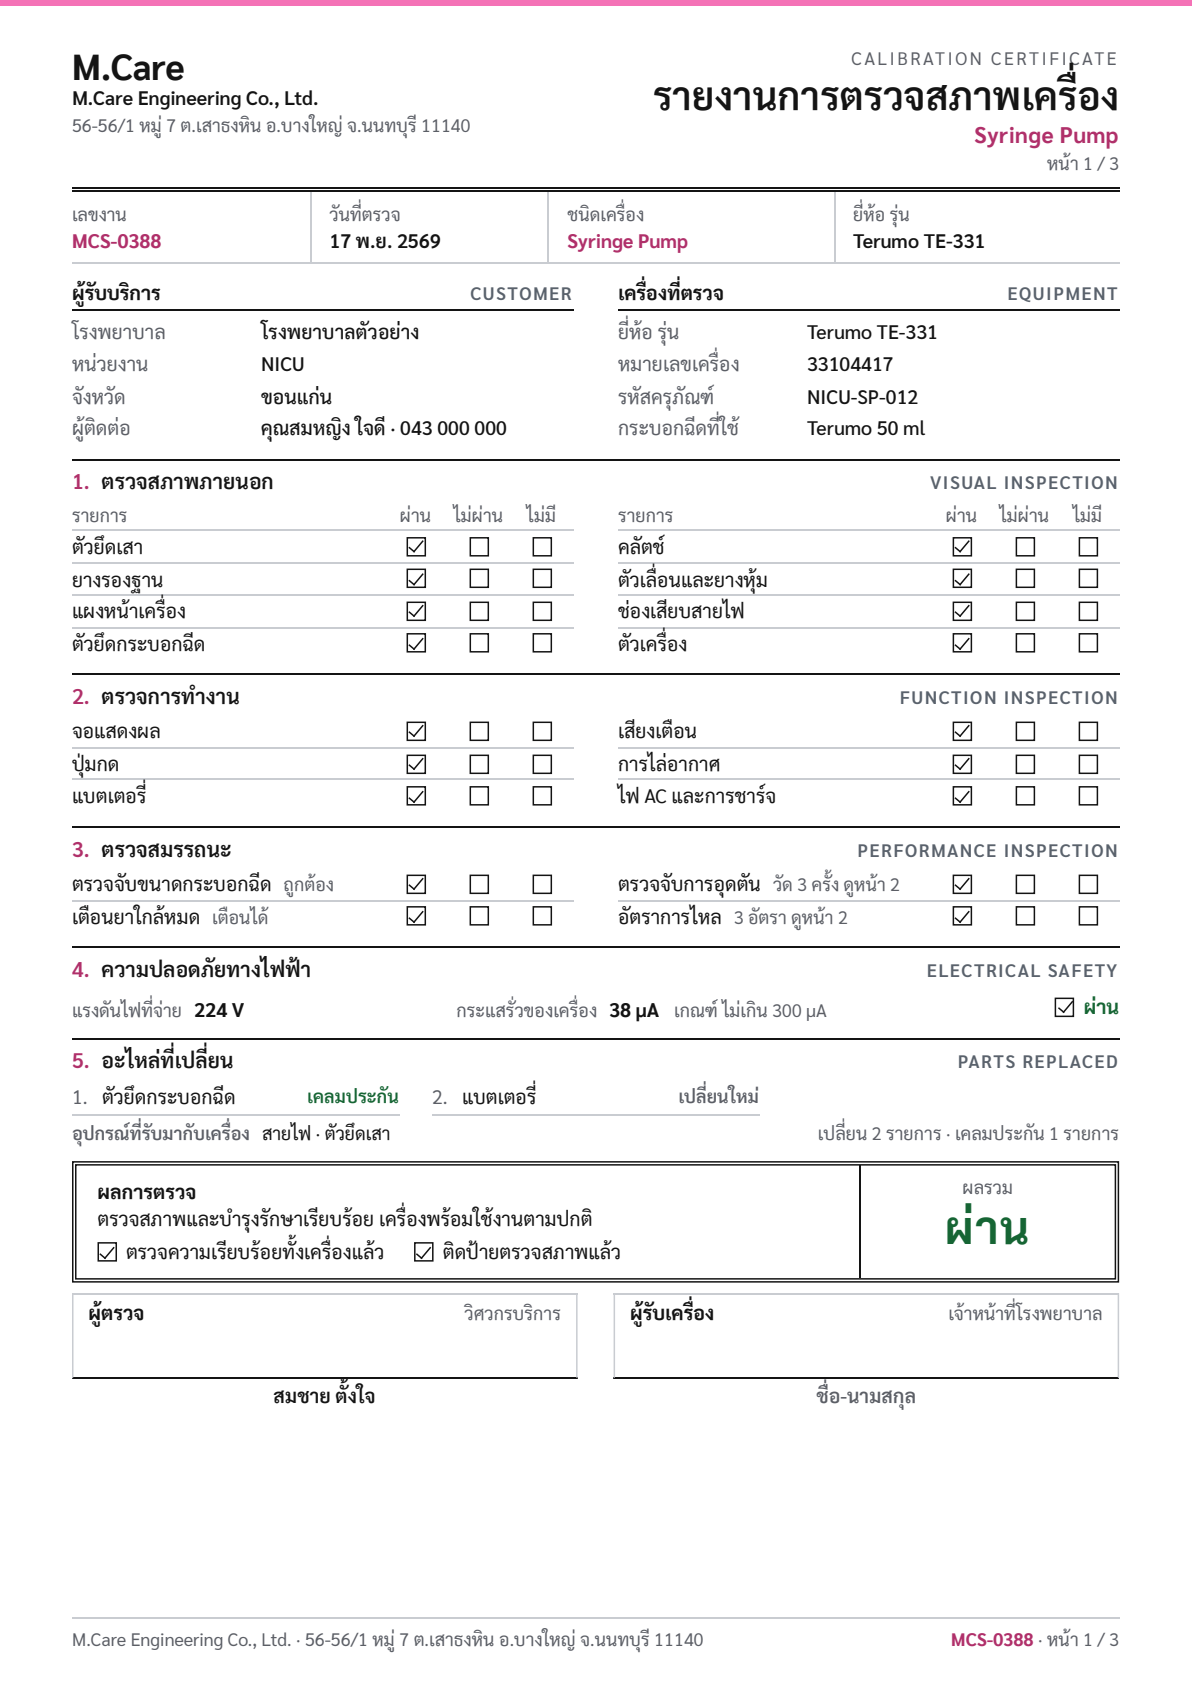 M.Care
M.Care Engineering Co., Ltd.
56-56/1 หมู่ 7 ต.เสาธงหิน อ.บางใหญ่ จ.นนทบุรี 11140
CALIBRATION CERTIFICATE
รายงานการตรวจสภาพเครื่อง
Syringe Pump
หน้า 1 / 3
เลขงาน วันที่ตรวจ ชนิดเครื่อง ยี่ห้อ รุ่น
MCS-0388 17 พ.ย. 2569 Syringe Pump Terumo TE-331
ผู้รับบริการ CUSTOMER
โรงพยาบาล โรงพยาบาลตัวอย่าง
หน่วยงาน NICU
จังหวัด ขอนแก่น
ผู้ติดต่อ คุณสมหญิง ใจดี · 043 000 000
เครื่องที่ตรวจ EQUIPMENT
ยี่ห้อ รุ่น Terumo TE-331
หมายเลขเครื่อง 33104417
รหัสครุภัณฑ์ NICU-SP-012
กระบอกฉีดที่ใช้ Terumo 50 ml
1. ตรวจสภาพภายนอก VISUAL INSPECTION
รายการ ผ่าน ไม่ผ่าน ไม่มี รายการ ผ่าน ไม่ผ่าน ไม่มี
ตัวยึดเสา ☑ ☐ ☐ คลัตช์ ☑ ☐ ☐
ยางรองฐาน ☑ ☐ ☐ ตัวเลื่อนและยางหุ้ม ☑ ☐ ☐
แผงหน้าเครื่อง ☑ ☐ ☐ ช่องเสียบสายไฟ ☑ ☐ ☐
ตัวยึดกระบอกฉีด ☑ ☐ ☐ ตัวเครื่อง ☑ ☐ ☐
2. ตรวจการทำงาน FUNCTION INSPECTION
จอแสดงผล ☑ ☐ ☐ เสียงเตือน ☑ ☐ ☐
ปุ่มกด ☑ ☐ ☐ การไล่อากาศ ☑ ☐ ☐
แบตเตอรี่ ☑ ☐ ☐ ไฟ AC และการชาร์จ ☑ ☐ ☐
3. ตรวจสมรรถนะ PERFORMANCE INSPECTION
ตรวจจับขนาดกระบอกฉีด ถูกต้อง ☑ ☐ ☐ ตรวจจับการอุดตัน วัด 3 ครั้ง ดูหน้า 2 ☑ ☐ ☐
เตือนยาใกล้หมด เตือนได้ ☑ ☐ ☐ อัตราการไหล 3 อัตรา ดูหน้า 2 ☑ ☐ ☐
4. ความปลอดภัยทางไฟฟ้า ELECTRICAL SAFETY
แรงดันไฟที่จ่าย 224 V กระแสรั่วของเครื่อง 38 µA เกณฑ์ ไม่เกิน 300 µA ☑ ผ่าน
5. อะไหล่ที่เปลี่ยน PARTS REPLACED
1. ตัวยึดกระบอกฉีด เคลมประกัน 2. แบตเตอรี่ เปลี่ยนใหม่
อุปกรณ์ที่รับมากับเครื่อง สายไฟ · ตัวยึดเสา เปลี่ยน 2 รายการ · เคลมประกัน 1 รายการ
ผลการตรวจ
ตรวจสภาพและบำรุงรักษาเรียบร้อย เครื่องพร้อมใช้งานตามปกติ
☑ ตรวจความเรียบร้อยทั้งเครื่องแล้ว ☑ ติดป้ายตรวจสภาพแล้ว
ผลรวม
ผ่าน
ผู้ตรวจ วิศวกรบริการ ผู้รับเครื่อง เจ้าหน้าที่โรงพยาบาล
สมชาย ตั้งใจ ชื่อ-นามสกุล
M.Care Engineering Co., Ltd. · 56-56/1 หมู่ 7 ต.เสาธงหิน อ.บางใหญ่ จ.นนทบุรี 11140 MCS-0388 · หน้า 1 / 3